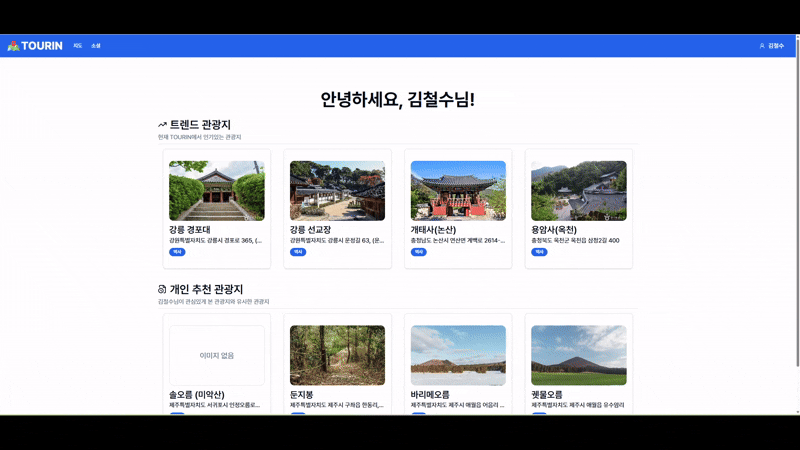 TOURIN
지도
소셜
김철수
안녕하세요, 김철수님!
트렌드 관광지
현재 TOURIN에서 인기있는 관광지
강릉 경포대
강원특별자치도 강릉시 경포로 365, (...
역사
강릉 선교장
강원특별자치도 강릉시 운정길 63, (운...
역사
개태사(논산)
충청남도 논산시 연산면 계백로 2614-...
역사
용암사(옥천)
충청북도 옥천군 옥천읍 삼청2길 400
역사
개인 추천 관광지
김철수님이 관심있게 본 관광지와 유사한 관광지
이미지 없음
솔오름 (미악산)
제주특별자치도 서귀포시 인정오름로...
둔지봉
제주특별자치도 제주시 구좌읍 한동리,...
바리메오름
제주특별자치도 제주시 애월읍 어음리 ...
궷물오름
제주특별자치도 제주시 애월읍 유수암리